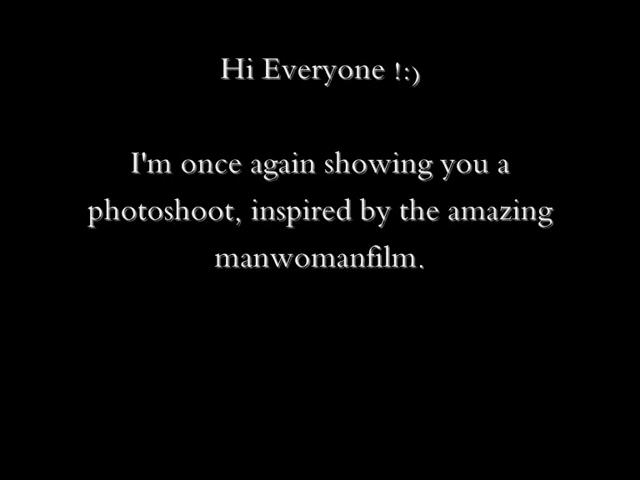 Hi Everyone !:)
I'm once again showing you a
photoshoot, inspired by the amazing
manwomanfilm.